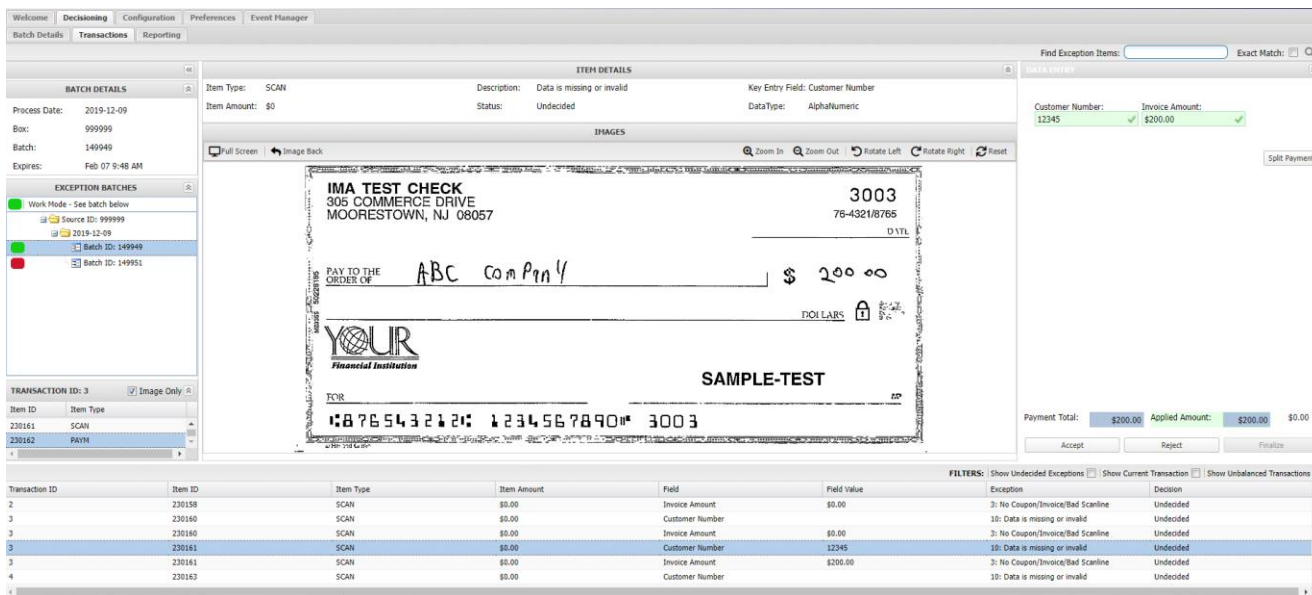 Welcome Decisioning Configuration Preferences Event Manager
Batch Details Transactions Reporting
Find Exception Items: Exact Match:
BATCH DETAILS
Process Date: 2019-12-09
Box: 999999
Batch: 149949
Expires: Feb 07 9:48 AM
EXCEPTION BATCHES
Work Mode - See batch below
Source ID: 999999
2019-12-09
Batch ID: 149949
Batch ID: 149951
TRANSACTION ID: 3 Image Only
Item ID Item Type
230161 SCAN
230162 PAYM
ITEM DETAILS
Item Type: SCAN Description: Data is missing or invalid Key Entry Field: Customer Number
Item Amount: $0 Status: Undecided DataType: AlphaNumeric
IMAGES
Full Screen Image Back Zoom In Zoom Out Rotate Left Rotate Right Reset
IMA TEST CHECK
305 COMMERCE DRIVE
MOORESTOWN, NJ 08057
3003
76-4321/8765
DATE
PAY TO THE
ORDER OF ABC Company $ 200 00
DOLLARS
YOUR
Financial Institution
SAMPLE-TEST
FOR
⑆876543212⑆ 1234567890⑈ 3003
DATA ENTRY
Customer Number: Invoice Amount:
12345 $200.00
Split Payment
Payment Total: $200.00 Applied Amount: $200.00 $0.00
Accept Reject Finalize
FILTERS: Show Undecided Exceptions Show Current Transaction Show Unbalanced Transactions
Transaction ID Item ID Item Type Item Amount Field Field Value Exception Decision
2 230158 SCAN $0.00 Invoice Amount $0.00 3: No Coupon/Invoice/Bad Scanline Undecided
3 230160 SCAN $0.00 Customer Number 10: Data is missing or invalid Undecided
3 230160 SCAN $0.00 Invoice Amount $0.00 3: No Coupon/Invoice/Bad Scanline Undecided
3 230161 SCAN $0.00 Customer Number 12345 10: Data is missing or invalid Undecided
3 230161 SCAN $0.00 Invoice Amount $200.00 3: No Coupon/Invoice/Bad Scanline Undecided
4 230163 SCAN $0.00 Customer Number 10: Data is missing or invalid Undecided